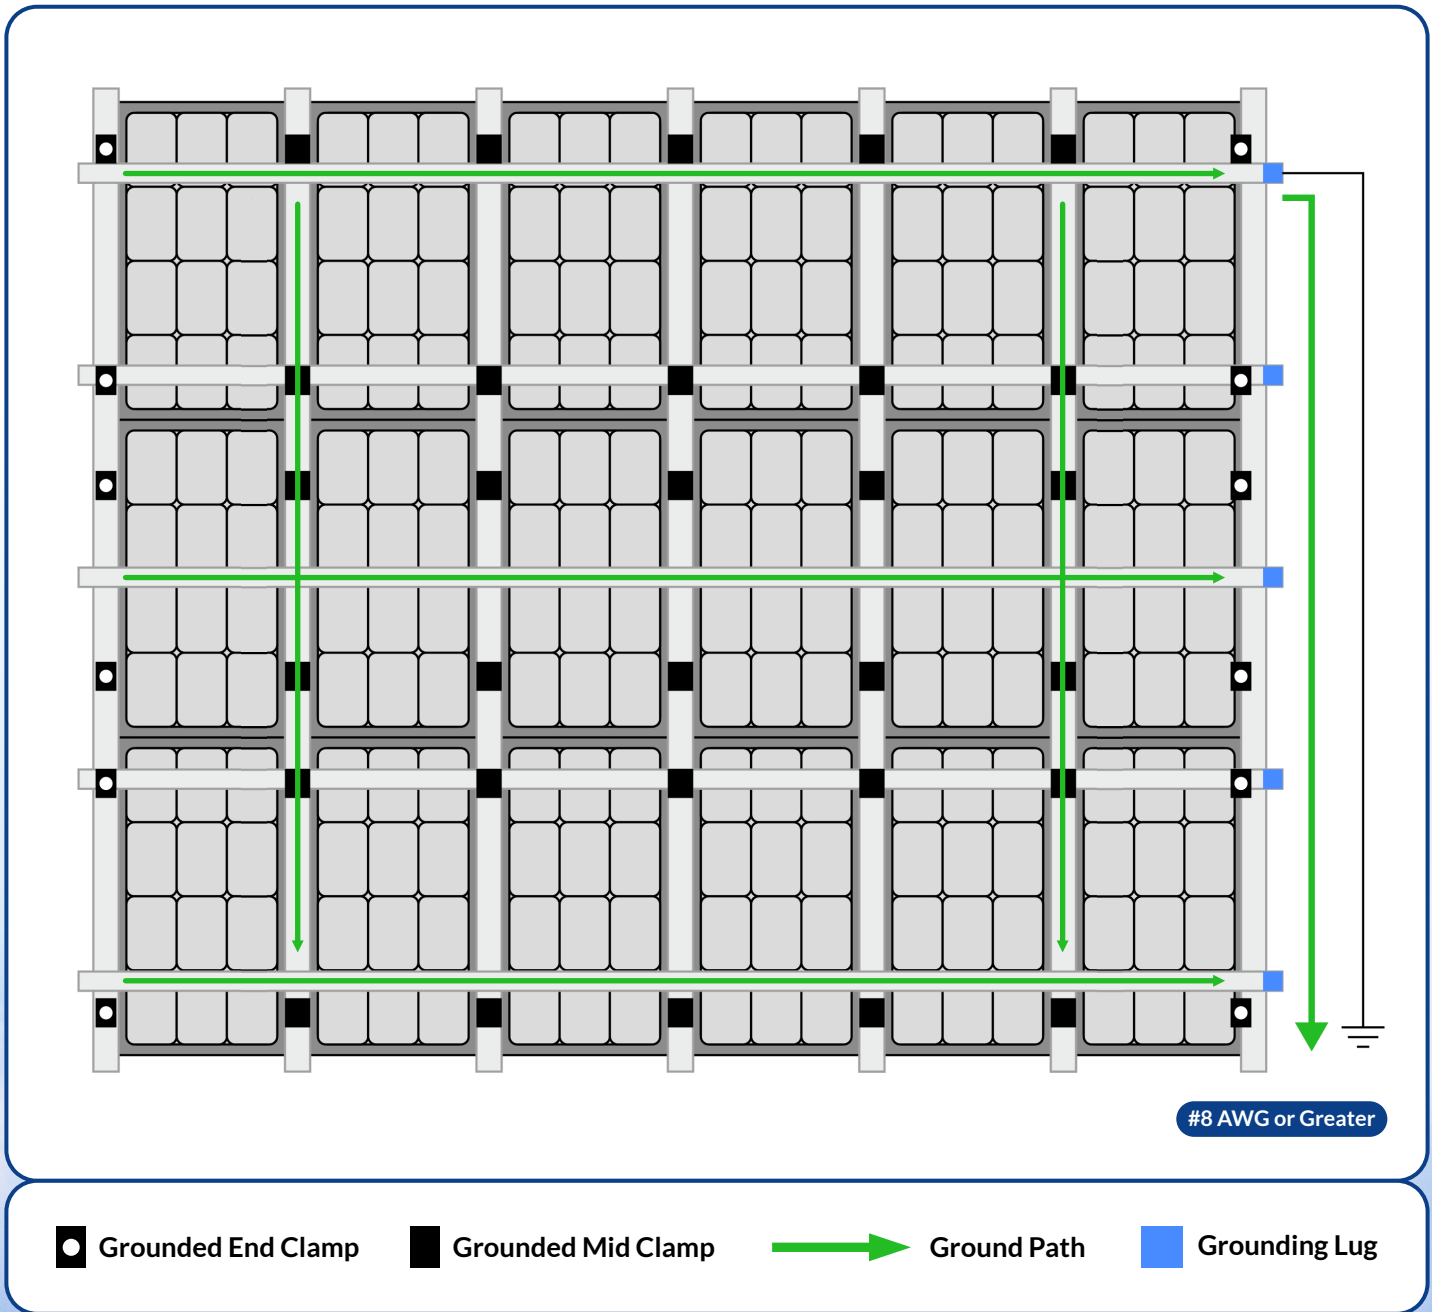 #8 AWG or Greater
Grounded End Clamp
Grounded Mid Clamp
Ground Path
Grounding Lug